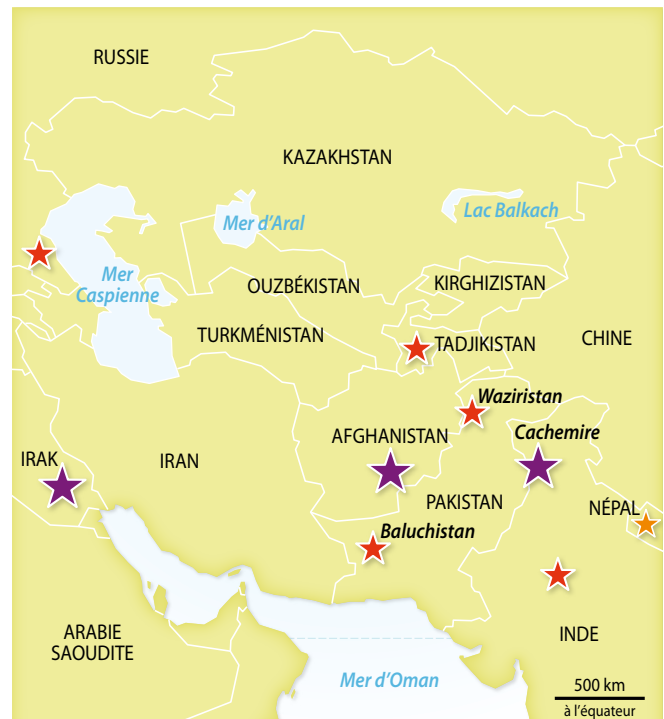 RUSSIE
KAZAKHSTAN
Mer d'Aral
Lac Balkach
Mer
Caspienne
OUZBÉKISTAN
KIRGHIZISTAN
TURKMÉNISTAN
TADJIKISTAN
CHINE
Waziristan
AFGHANISTAN
Cachemire
IRAK
IRAN
PAKISTAN
NÉPAL
Baluchistan
ARABIE
SAOUDITE
INDE
Mer d'Oman
500 km
à l'équateur